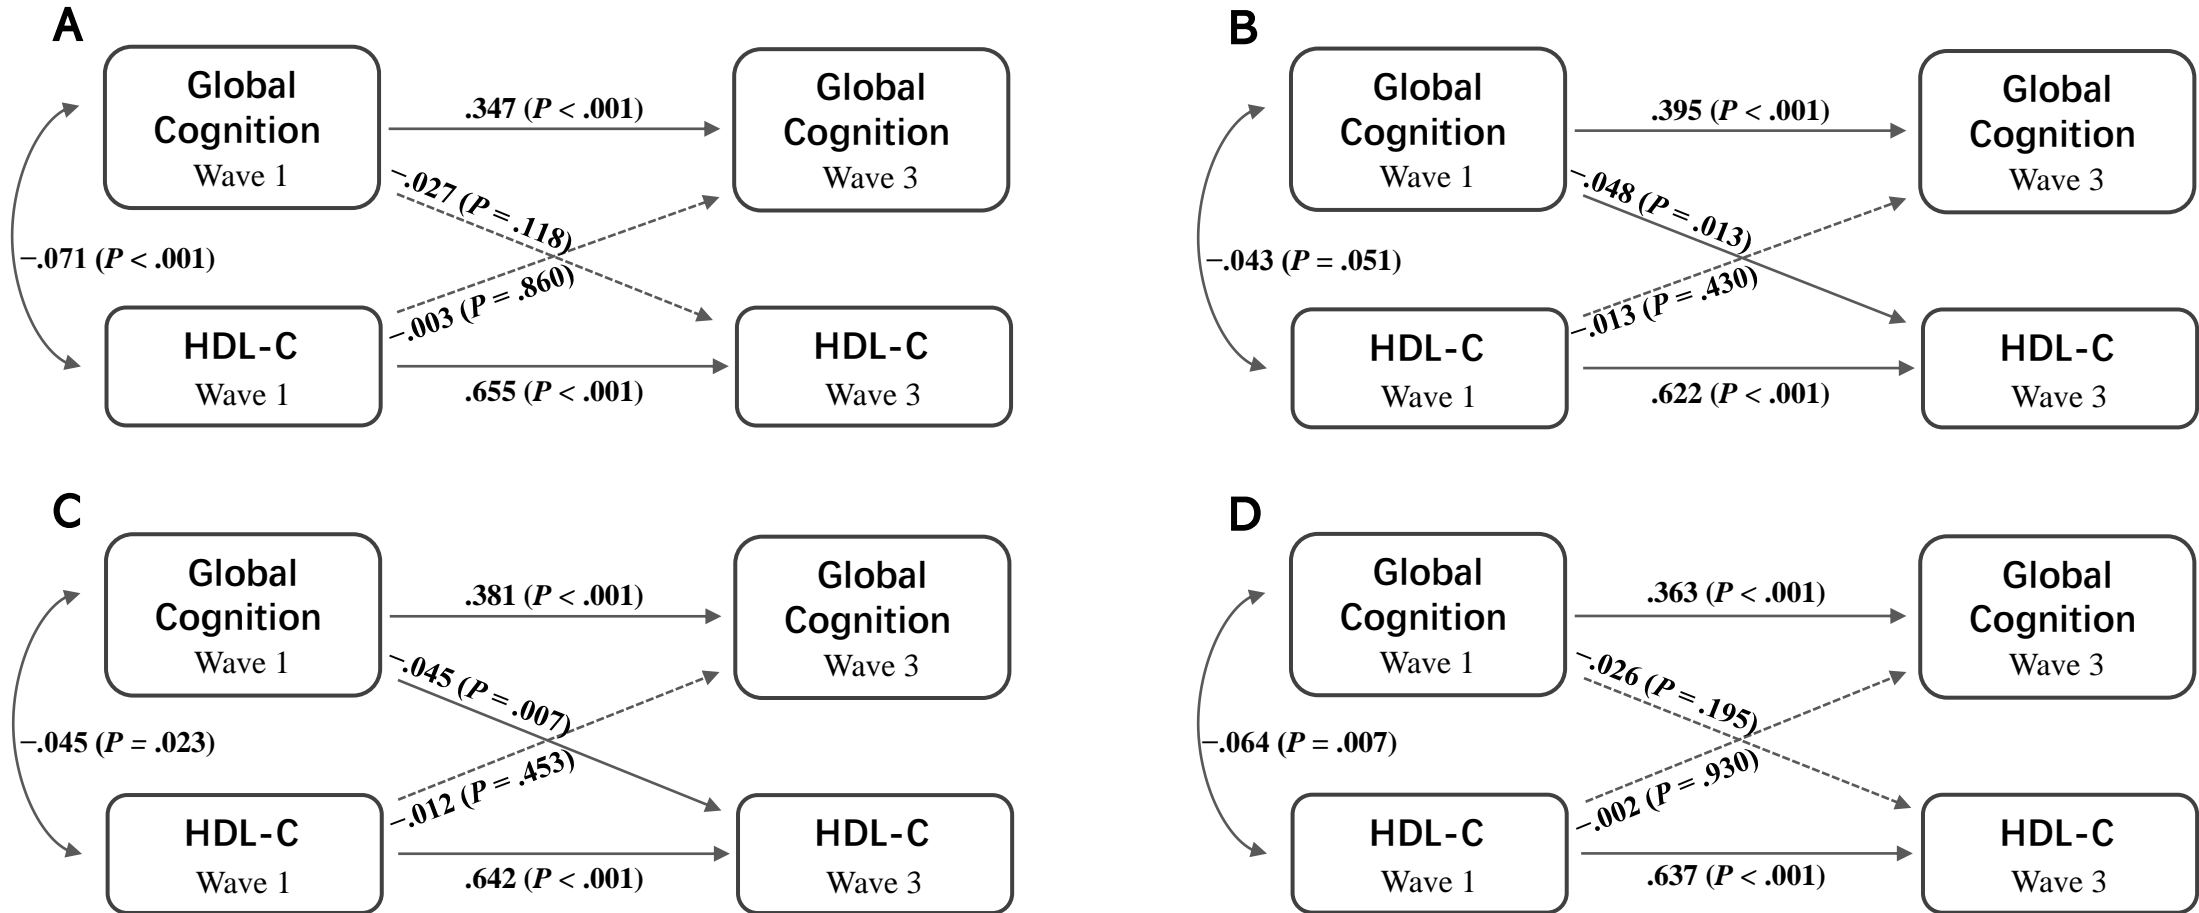 A
Global
Cognition
Wave 1
.347 (P < .001)
Global
Cognition
Wave 3
−.027 (P = .118)
−.071 (P < .001)
−.003 (P = .860)
HDL-C
Wave 1
.655 (P < .001)
HDL-C
Wave 3
B
Global
Cognition
Wave 1
.395 (P < .001)
Global
Cognition
Wave 3
−.048 (P = .013)
−.043 (P = .051)
−.013 (P = .430)
HDL-C
Wave 1
.622 (P < .001)
HDL-C
Wave 3
C
Global
Cognition
Wave 1
.381 (P < .001)
Global
Cognition
Wave 3
−.045 (P = .007)
−.045 (P = .023)
−.012 (P = .453)
HDL-C
Wave 1
.642 (P < .001)
HDL-C
Wave 3
D
Global
Cognition
Wave 1
.363 (P < .001)
Global
Cognition
Wave 3
−.026 (P = .195)
−.064 (P = .007)
−.002 (P = .930)
HDL-C
Wave 1
.637 (P < .001)
HDL-C
Wave 3